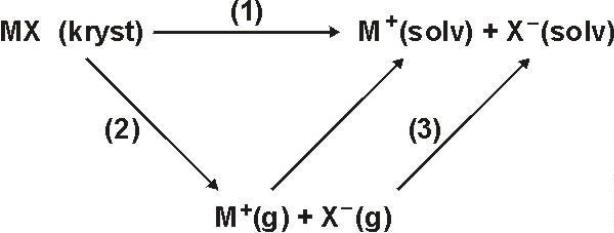 (1)
MX (kryst) M⁺(solv) + X⁻(solv)
(2) (3)
M⁺(g) + X⁻(g)